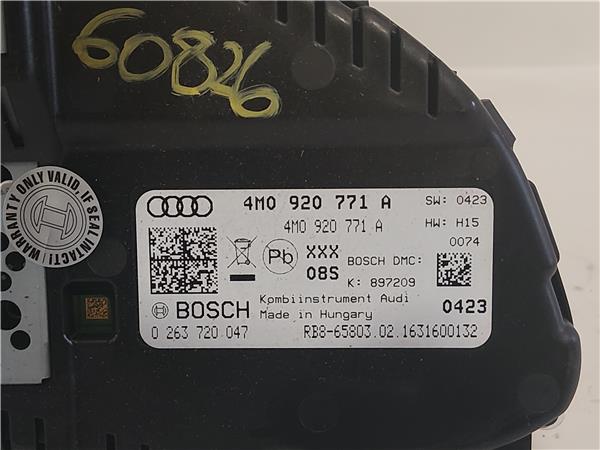 60826
WARRANTY ONLY VALID, IF SEAL INTACT!
4M0 920 771 A SW: 0423
4M0 920 771 A HW: H15
0074
Pb XXX BOSCH DMC:
08S K: 897209
BOSCH Kpmbiinstrument Audi 0423
Made in Hungary
0 263 720 047 RB8-65803.02.1631600132